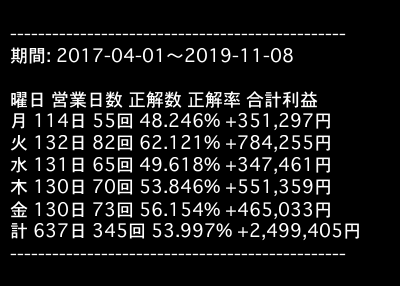 ------------------------------------------------
期間: 2017-04-01〜2019-11-08
曜日 営業日数 正解数 正解率 合計利益
月 114日 55回 48.246% +351,297円
火 132日 82回 62.121% +784,255円
水 131日 65回 49.618% +347,461円
木 130日 70回 53.846% +551,359円
金 130日 73回 56.154% +465,033円
計 637日 345回 53.997% +2,499,405円
------------------------------------------------